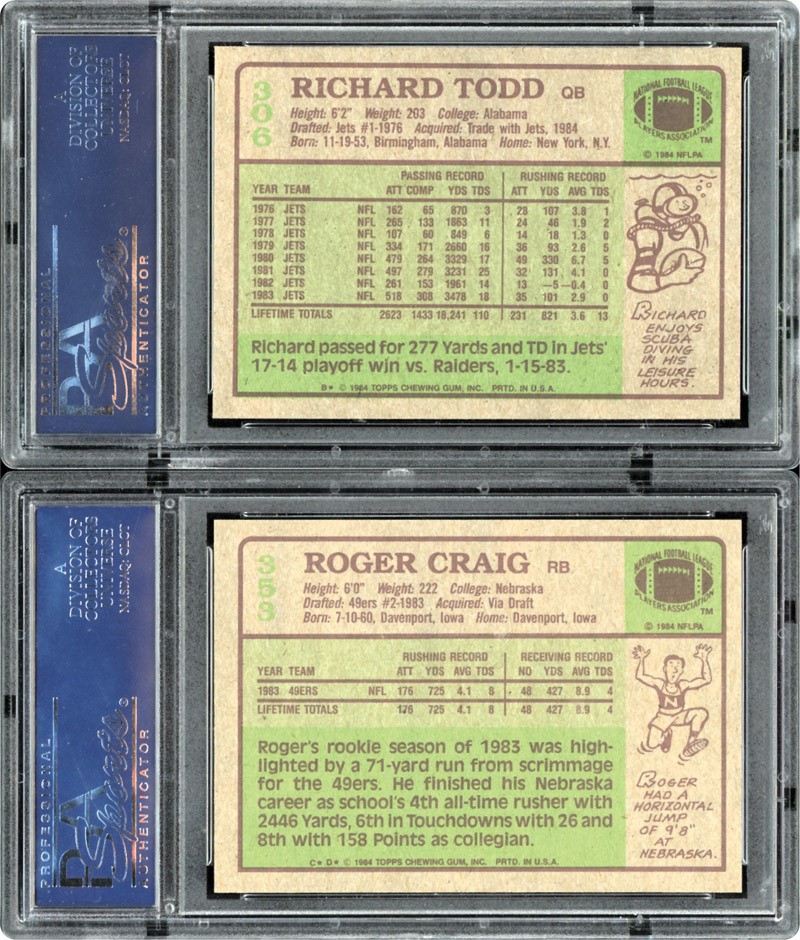 A
DIVISION OF
COLLECTORS
UNIVERSE
NASDAQ: CLCT
PROFESSIONAL
PSA
Sports
AUTHENTICATOR
306
RICHARD TODD QB
Height: 6'2" Weight: 203 College: Alabama
Drafted: Jets #1-1976 Acquired: Trade with Jets, 1984
Born: 11-19-53, Birmingham, Alabama Home: New York, N.Y.
NATIONAL FOOTBALL LEAGUE
PLAYERS ASSOCIATION
TM
© 1984 NFLPA
PASSING RECORD RUSHING RECORD
YEAR TEAM ATT COMP YDS TDS ATT YDS AVG TDS
1976 JETS NFL 162 65 870 3 28 107 3.8 1
1977 JETS NFL 265 133 1863 11 24 46 1.9 2
1978 JETS NFL 107 60 849 6 14 18 1.3 0
1979 JETS NFL 334 171 2660 16 36 93 2.6 5
1980 JETS NFL 479 264 3329 17 49 330 6.7 5
1981 JETS NFL 497 279 3231 25 32 131 4.1 0
1982 JETS NFL 261 153 1961 14 13 –5 –0.4 0
1983 JETS NFL 518 308 3478 18 35 101 2.9 0
LIFETIME TOTALS 2623 1433 18,241 110 231 821 3.6 13
Richard passed for 277 Yards and TD in Jets'
17-14 playoff win vs. Raiders, 1-15-83.
B* © 1984 TOPPS CHEWING GUM, INC. PRTD. IN U.S.A.
RICHARD
ENJOYS
SCUBA
DIVING
IN HIS
LEISURE
HOURS.
A
DIVISION OF
COLLECTORS
UNIVERSE
NASDAQ: CLCT
PROFESSIONAL
PSA
Sports
AUTHENTICATOR
353
ROGER CRAIG RB
Height: 6'0" Weight: 222 College: Nebraska
Drafted: 49ers #2-1983 Acquired: Via Draft
Born: 7-10-60, Davenport, Iowa Home: Davenport, Iowa
NATIONAL FOOTBALL LEAGUE
PLAYERS ASSOCIATION
TM
© 1984 NFLPA
RUSHING RECORD RECEIVING RECORD
YEAR TEAM ATT YDS AVG TDS NO YDS AVG TDS
1983 49ERS NFL 176 725 4.1 8 48 427 8.9 4
LIFETIME TOTALS 176 725 4.1 8 48 427 8.9 4
Roger's rookie season of 1983 was high-
lighted by a 71-yard run from scrimmage
for the 49ers. He finished his Nebraska
career as school's 4th all-time rusher with
2446 Yards, 6th in Touchdowns with 26 and
8th with 158 Points as collegian.
C* D* © 1984 TOPPS CHEWING GUM, INC. PRTD. IN U.S.A.
N
ROGER
HAD A
HORIZONTAL
JUMP
OF 9'8"
AT
NEBRASKA.